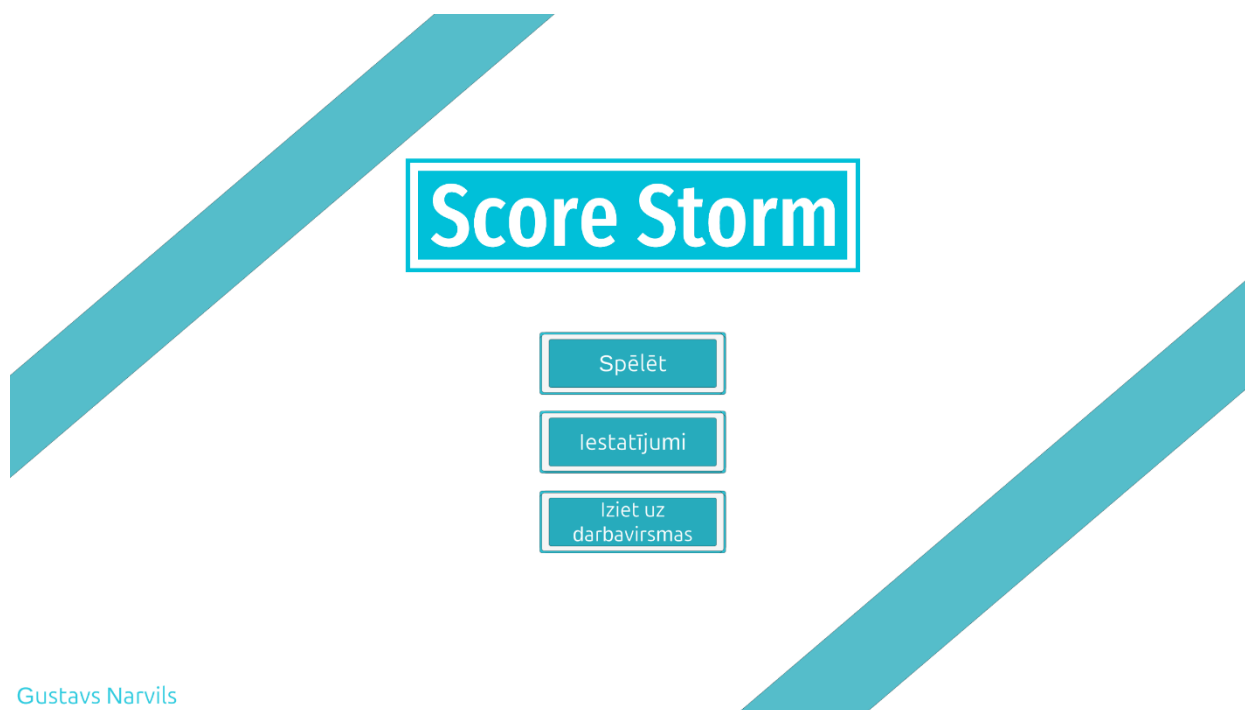 Score Storm
Spēlēt
Iestatījumi
Iziet uz
darbavirsmas
Gustavs Narvils